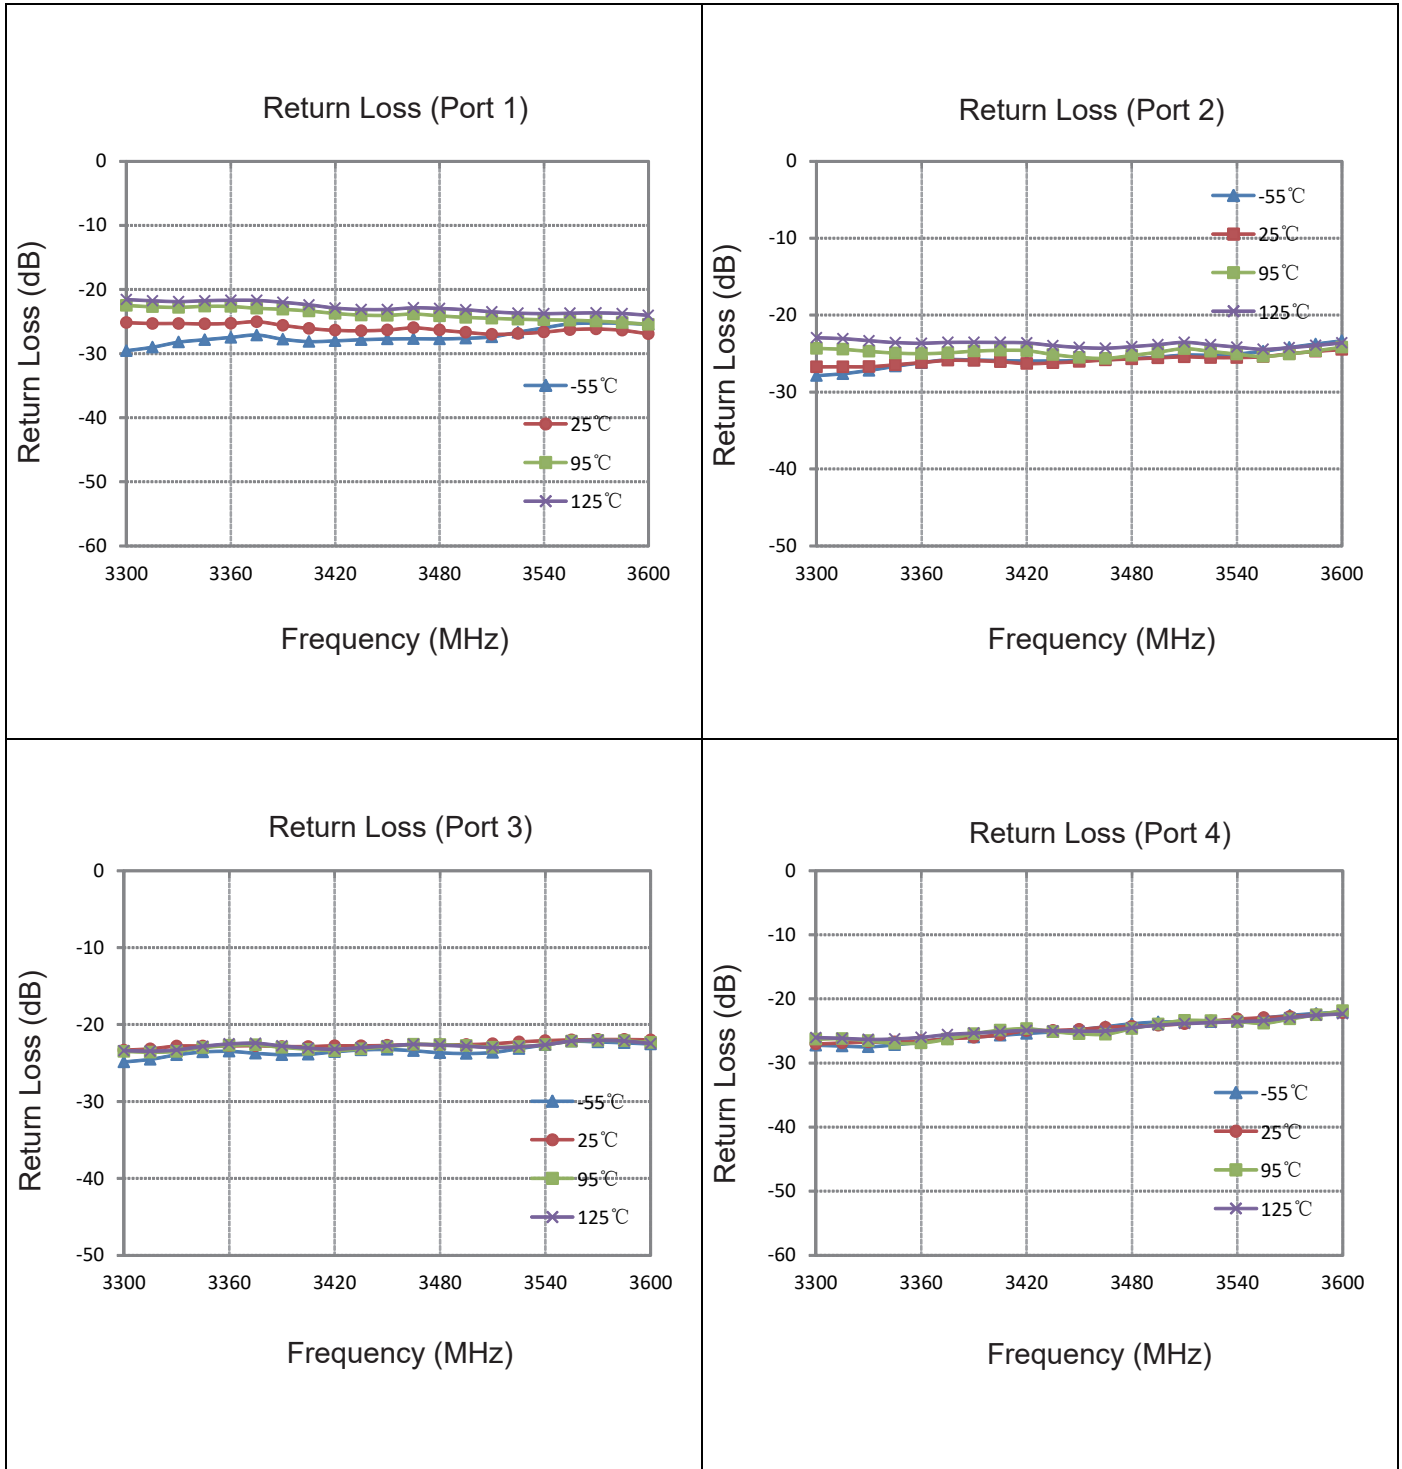 Return Loss (Port 1)
Return Loss (dB)
0
-10
-20
-30
-40
-50
-60
-55℃
25℃
95℃
125℃
3300 3360 3420 3480 3540 3600
Frequency (MHz)
Return Loss (Port 2)
Return Loss (dB)
0
-10
-20
-30
-40
-50
-55℃
25℃
95℃
125℃
3300 3360 3420 3480 3540 3600
Frequency (MHz)
Return Loss (Port 3)
Return Loss (dB)
0
-10
-20
-30
-40
-50
-55℃
25℃
95℃
125℃
3300 3360 3420 3480 3540 3600
Frequency (MHz)
Return Loss (Port 4)
Return Loss (dB)
0
-10
-20
-30
-40
-50
-60
-55℃
25℃
95℃
125℃
3300 3360 3420 3480 3540 3600
Frequency (MHz)